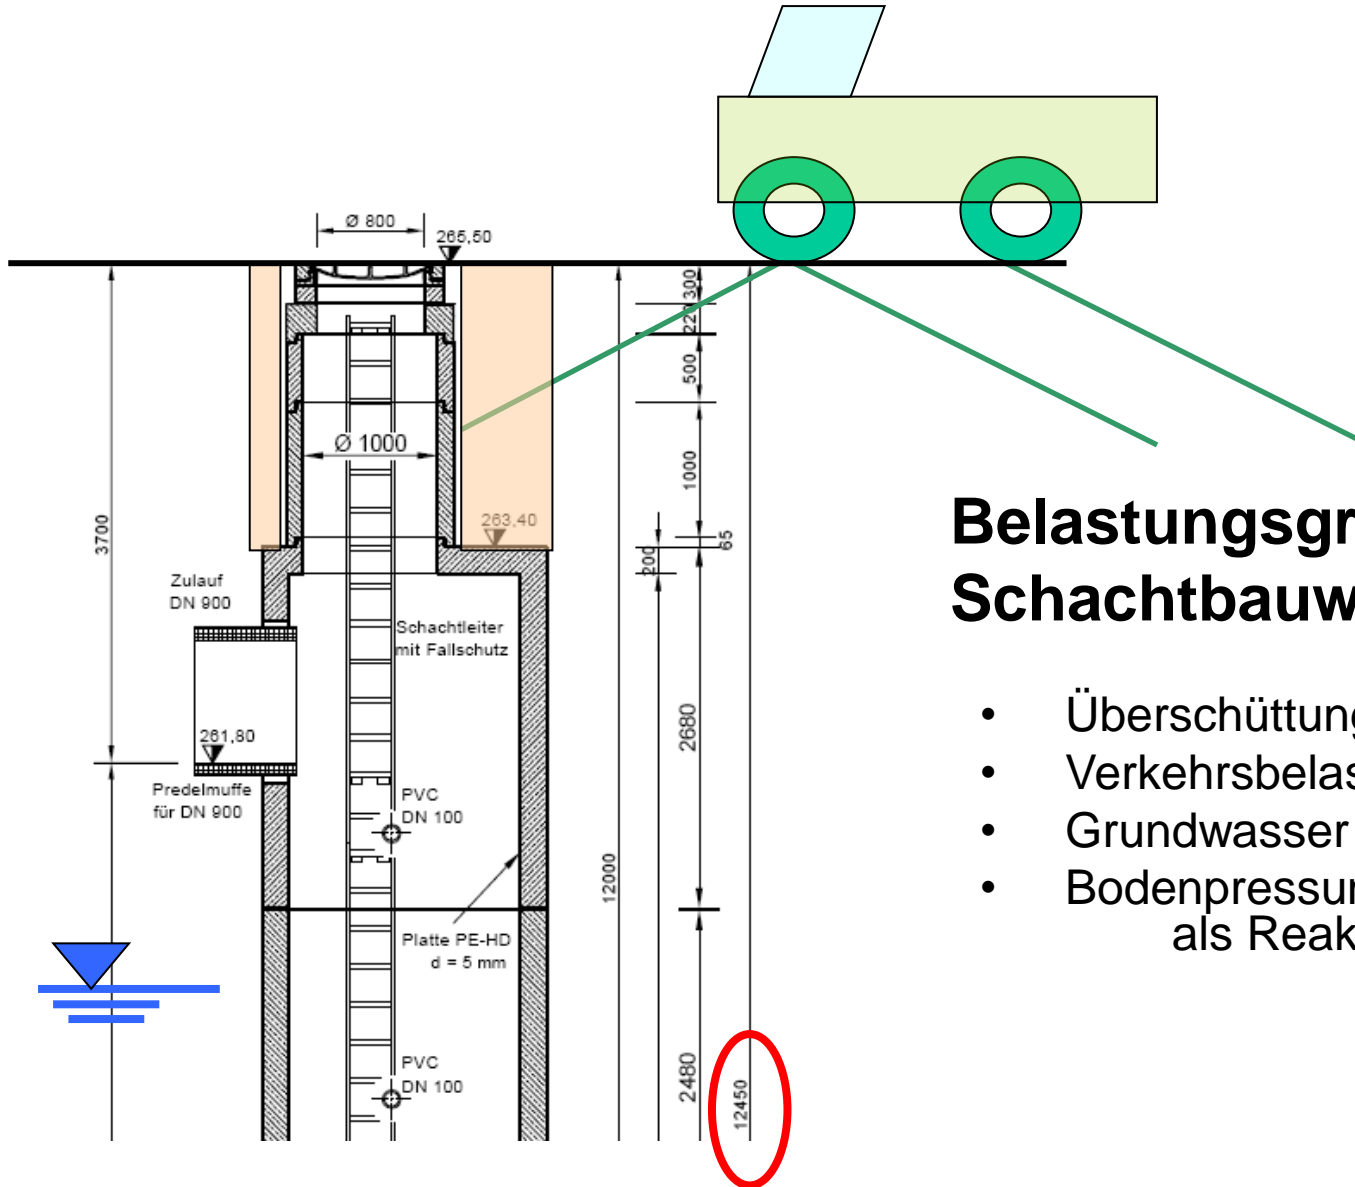 Ø 800
265,50
300
220
500
Ø 1000
1000
3700
263,40
65
200
Zulauf
DN 900
Schachtleiter
mit Fallschutz
261,80
2680
Predelmuffe
für DN 900
PVC
DN 100
12000
Platte PE-HD
d = 5 mm
PVC
DN 100
2480
12450
Belastungsgr
Schachtbauw
• Überschüttung
• Verkehrsbelas
• Grundwasser
• Bodenpressun
als Reak